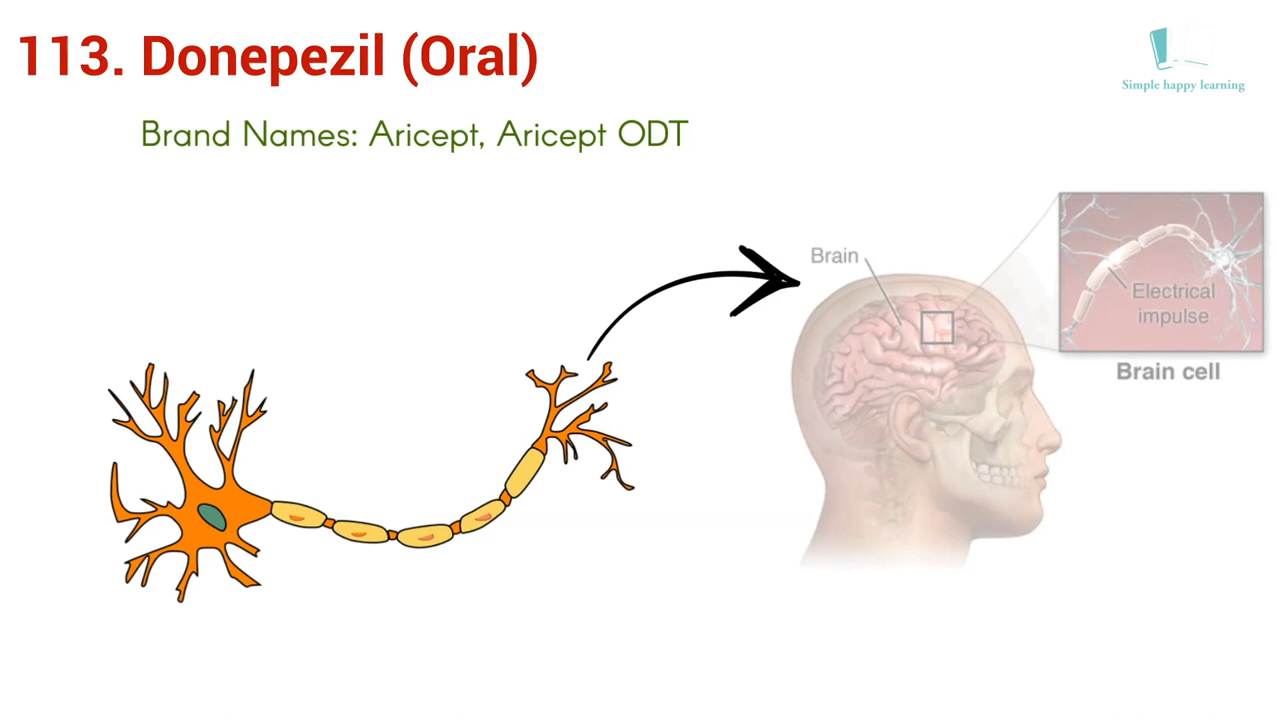 113. Donepezil (Oral)
Simple happy learning
Brand Names: Aricept, Aricept ODT
Brain
Electrical
impulse
Brain cell